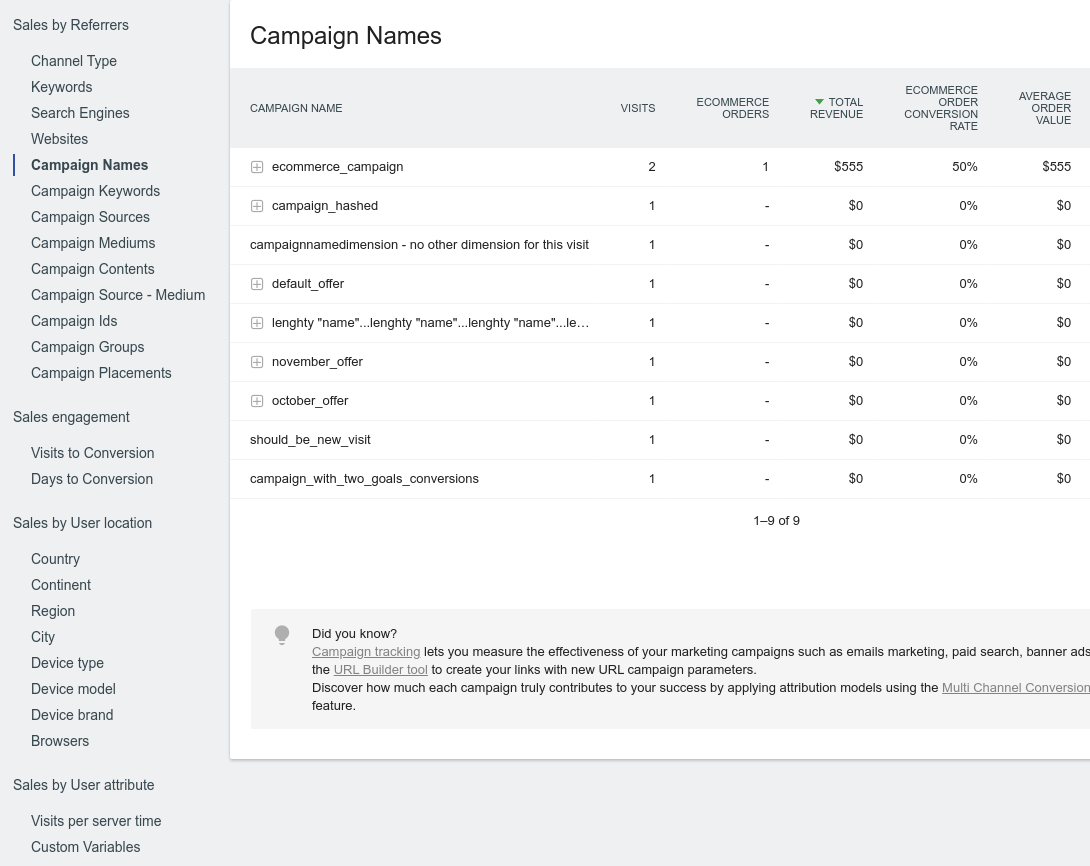 Sales by Referrers
Channel Type
Keywords
Search Engines
Websites
Campaign Names
Campaign Keywords
Campaign Sources
Campaign Mediums
Campaign Contents
Campaign Source - Medium
Campaign Ids
Campaign Groups
Campaign Placements
Sales engagement
Visits to Conversion
Days to Conversion
Sales by User location
Country
Continent
Region
City
Device type
Device model
Device brand
Browsers
Sales by User attribute
Visits per server time
Custom Variables
Campaign Names
CAMPAIGN NAME VISITS ECOMMERCE ORDERS TOTAL REVENUE ECOMMERCE ORDER CONVERSION RATE AVERAGE ORDER VALUE
ecommerce_campaign 2 1 $555 50% $555
campaign_hashed 1 - $0 0% $0
campaignnamedimension - no other dimension for this visit 1 - $0 0% $0
default_offer 1 - $0 0% $0
lenghty "name"...lenghty "name"...lenghty "name"...le... 1 - $0 0% $0
november_offer 1 - $0 0% $0
october_offer 1 - $0 0% $0
should_be_new_visit 1 - $0 0% $0
campaign_with_two_goals_conversions 1 - $0 0% $0
1–9 of 9
Did you know?
Campaign tracking lets you measure the effectiveness of your marketing campaigns such as emails marketing, paid search, banner ads
the URL Builder tool to create your links with new URL campaign parameters.
Discover how much each campaign truly contributes to your success by applying attribution models using the Multi Channel Conversion
feature.